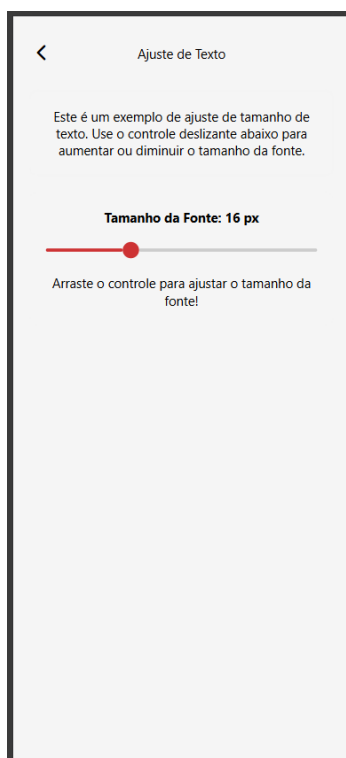 Ajuste de Texto
Este é um exemplo de ajuste de tamanho de
texto. Use o controle deslizante abaixo para
aumentar ou diminuir o tamanho da fonte.
Tamanho da Fonte: 16 px
Arraste o controle para ajustar o tamanho da
fonte!